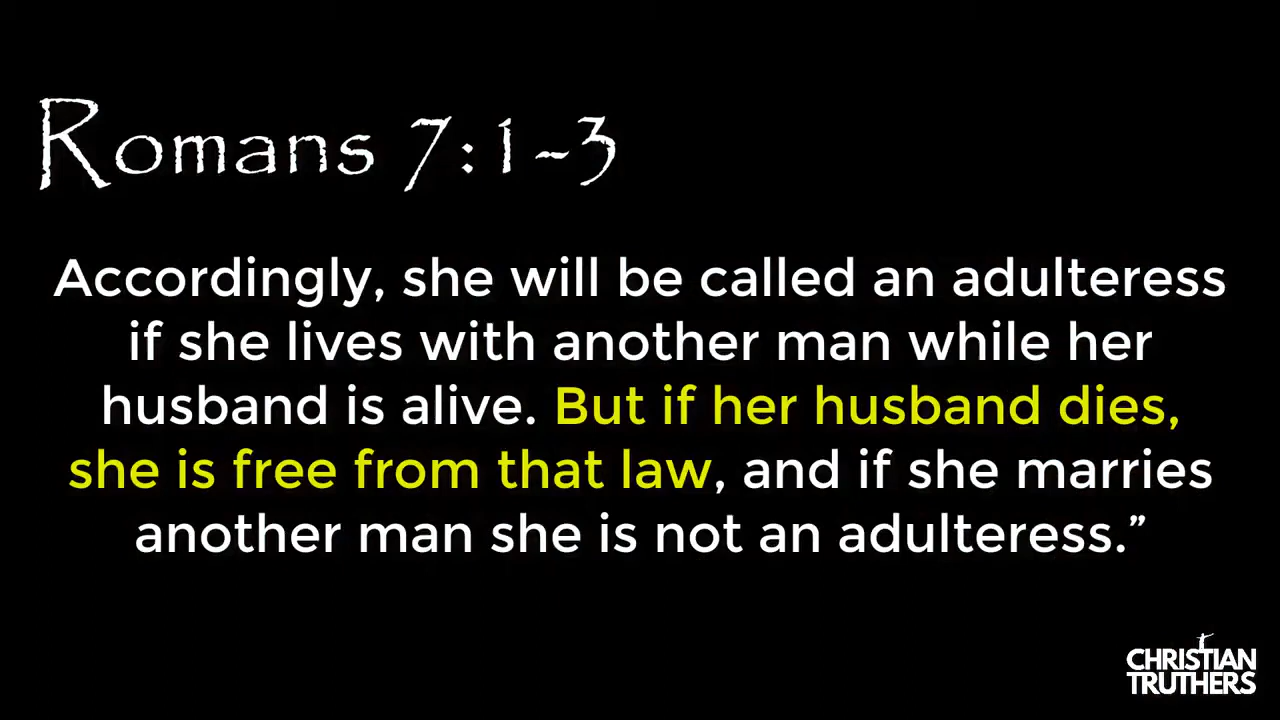 Romans 7:1-3
Accordingly, she will be called an adulteress
if she lives with another man while her
husband is alive. But if her husband dies,
she is free from that law, and if she marries
another man she is not an adulteress.”
CHRISTIAN
TRUTHERS